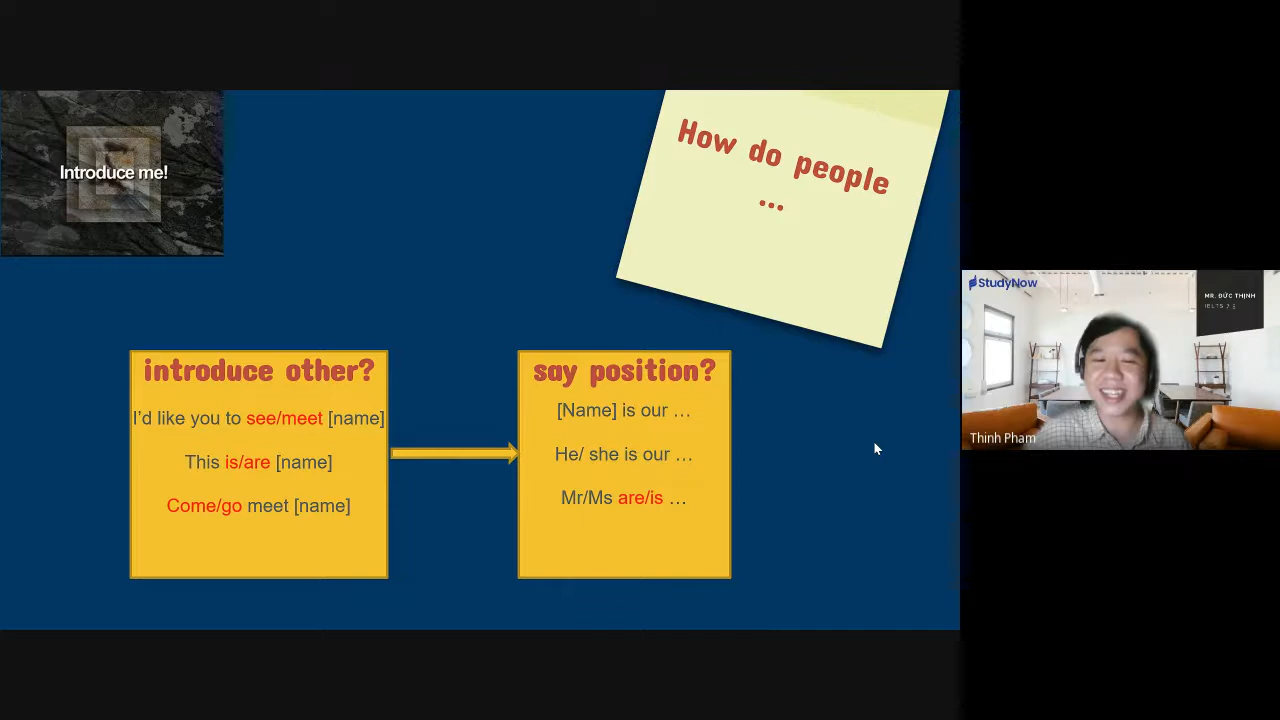 Introduce me!
How do people
...
introduce other?
I'd like you to see/meet [name]
This is/are [name]
Come/go meet [name]
say position?
[Name] is our …
He/ she is our …
Mr/Ms are/is …
StudyNow
MR. ĐỨC THỊNH
Thinh Pham